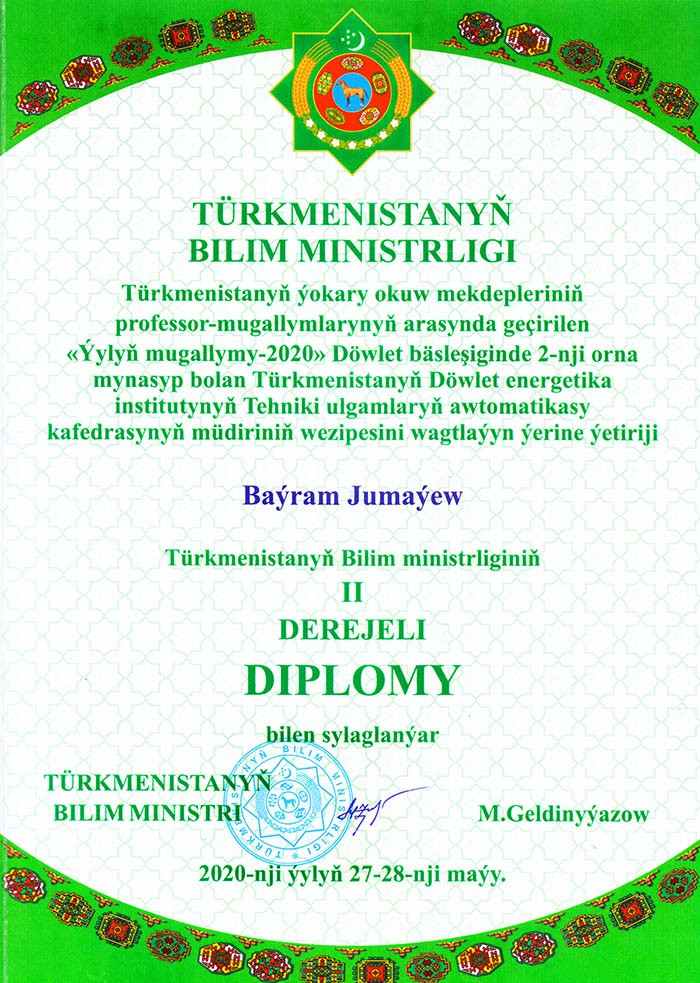 TÜRKMENISTANYŇ
BILIM MINISTRLIGI
Türkmenistanyň ýokary okuw mekdepleriniň
professor-mugallymlarynyň arasynda geçirilen
«Ýylyň mugallymy-2020» Döwlet bäsleşiginde 2-nji orna
mynasyp bolan Türkmenistanyň Döwlet energetika
institutynyň Tehniki ulgamlaryň awtomatikasy
kafedrasynyň müdiriniň wezipesini wagtlaýyn ýerine ýetiriji
Baýram Jumaýew
Türkmenistanyň Bilim ministrliginiň
II
DEREJELI
DIPLOMY
bilen sylaglanýar
TÜRKMENISTANYŇ
BILIM MINISTRI
M.Geldinyýazow
TÜRKMENISTANYŇ BILIM MINISTRLIGI
2020-nji ýylyň 27-28-nji maýy.